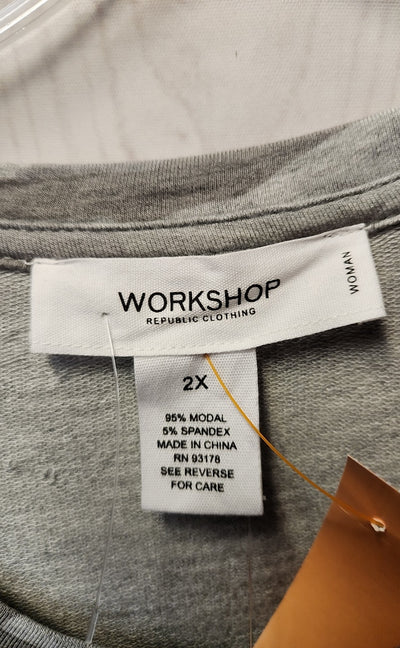 WORKSHOP
REPUBLIC CLOTHING
WOMAN
2X
95% MODAL
5% SPANDEX
MADE IN CHINA
RN 93178
SEE REVERSE
FOR CARE